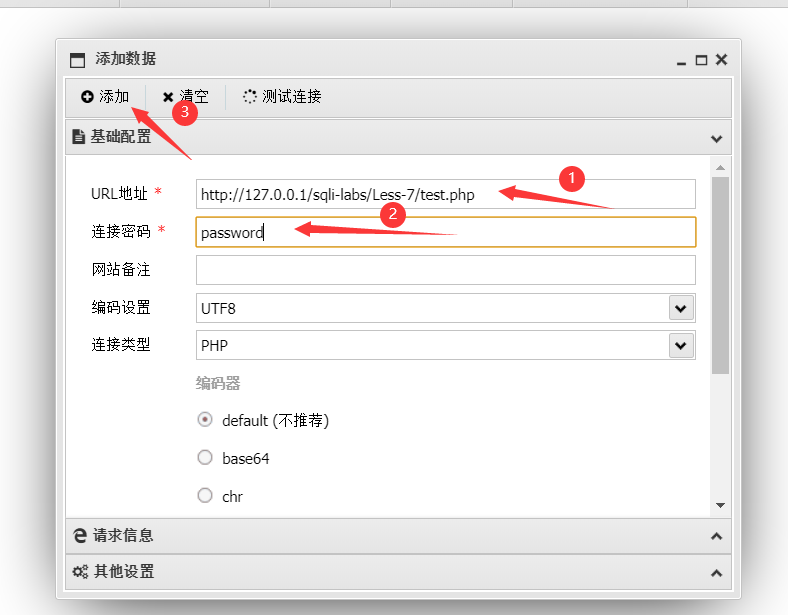 添加数据
添加 清空 测试连接
3
基础配置
1
URL地址 * http://127.0.0.1/sqli-labs/Less-7/test.php
2
连接密码 * password
网站备注
编码设置 UTF8
连接类型 PHP
编码器
default (不推荐)
base64
chr
请求信息
其他设置